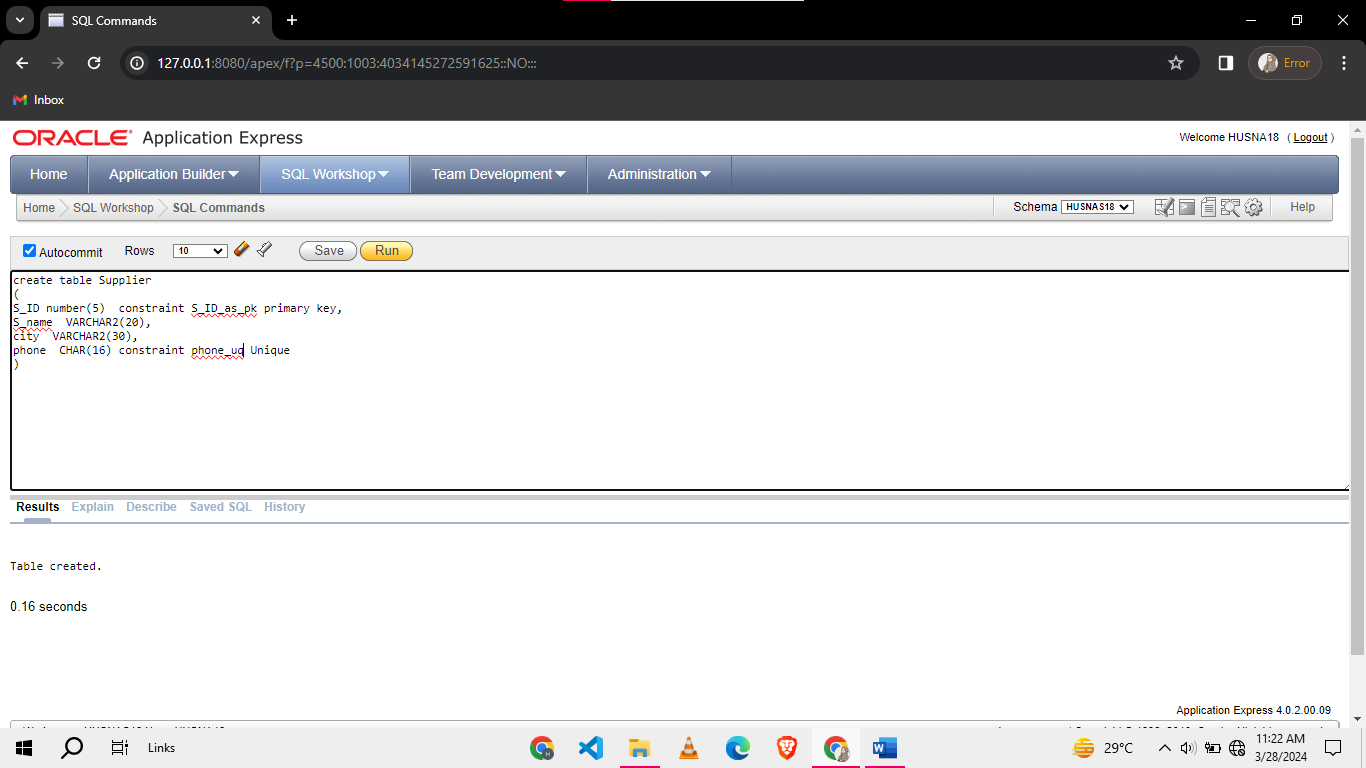 SQL Commands
127.0.0.1:8080/apex/f?p=4500:1003:4034145272591625::NO:::
Error
Inbox
ORACLE Application Express
Welcome HUSNA18 ( Logout )
Home Application Builder SQL Workshop Team Development Administration
Home SQL Workshop SQL Commands Schema HUSNAS18 Help
Autocommit Rows 10 Save Run
create table Supplier
(
S_ID number(5) constraint S_ID_as_pk primary key,
S_name VARCHAR2(20),
city VARCHAR2(30),
phone CHAR(16) constraint phone_uq Unique
)
Results Explain Describe Saved SQL History
Table created.
0.16 seconds
Application Express 4.0.2.00.09
Links 29°C 11:22 AM
3/28/2024